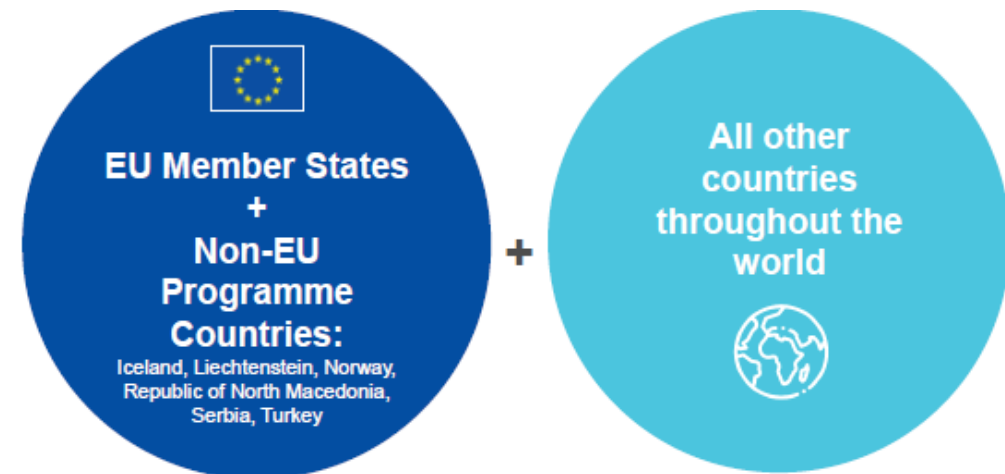 EU Member States
+
Non-EU
Programme
Countries:
Iceland, Liechtenstein, Norway,
Republic of North Macedonia,
Serbia, Turkey
+
All other
countries
throughout the
world